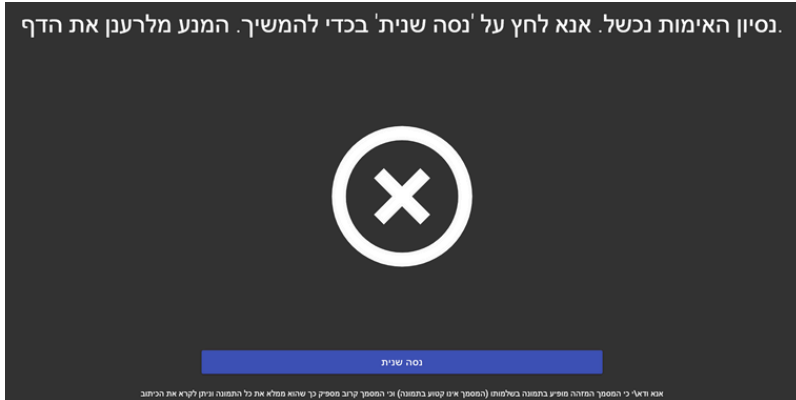 נסיון האימות נכשל. אנא לחץ על 'נסה שנית' בכדי להמשיך. המנע מלרענן את הדף.
נסה שנית
אנא ודא/י כי המסמך המזהה מופיע בתמונה בשלמותו (המסמך אינו קטוע בתמונה) וכי המסמך קרוב מספיק כך שהוא ממלא את כל התמונה וניתן לקרא את הכיתוב